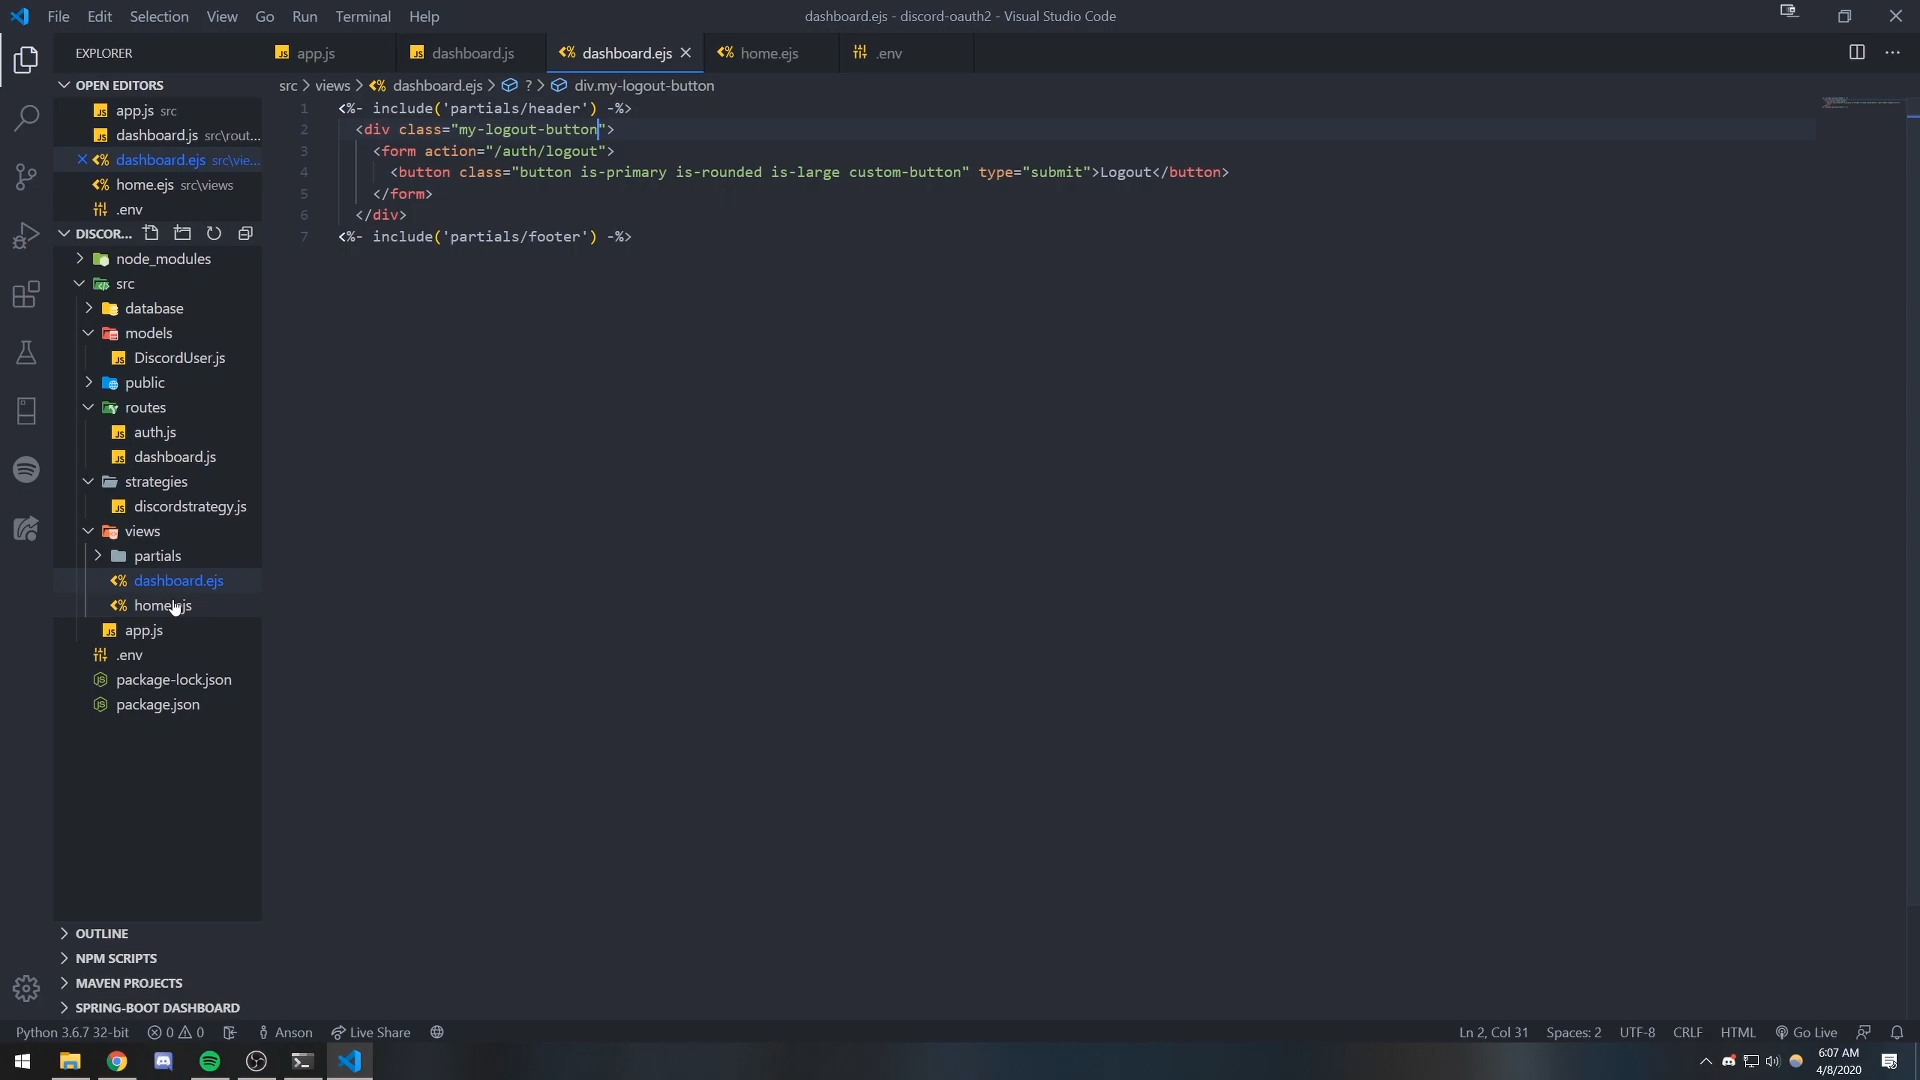 File Edit Selection View Go Run Terminal Help
dashboard.ejs - discord-oauth2 - Visual Studio Code
EXPLORER
app.js
dashboard.js
dashboard.ejs
home.ejs
.env
OPEN EDITORS
app.js src
dashboard.js src\rout...
dashboard.ejs src\vie...
home.ejs src\views
.env
DISCOR...
node_modules
src
database
models
DiscordUser.js
public
routes
auth.js
dashboard.js
strategies
discordstrategy.js
views
partials
dashboard.ejs
home.ejs
app.js
.env
package-lock.json
package.json
OUTLINE
NPM SCRIPTS
MAVEN PROJECTS
SPRING-BOOT DASHBOARD
src > views > dashboard.ejs > ? > div.my-logout-button
1 <%- include('partials/header') -%>
2 <div class="my-logout-button">
3 <form action="/auth/logout">
4 <button class="button is-primary is-rounded is-large custom-button" type="submit">Logout</button>
5 </form>
6 </div>
7 <%- include('partials/footer') -%>
Python 3.6.7 32-bit 0 0 Anson Live Share
Ln 2, Col 31 Spaces: 2 UTF-8 CRLF HTML Go Live
6:07 AM
4/8/2020